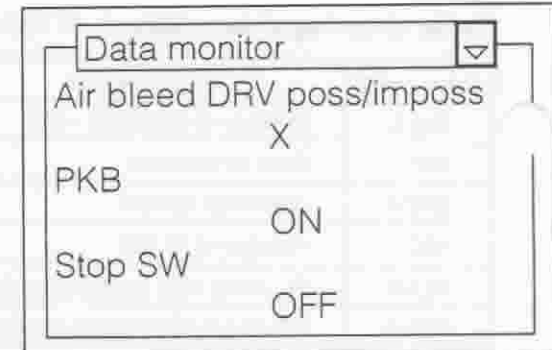 Data monitor
Air bleed DRV poss/imposs
X
PKB
ON
Stop SW
OFF